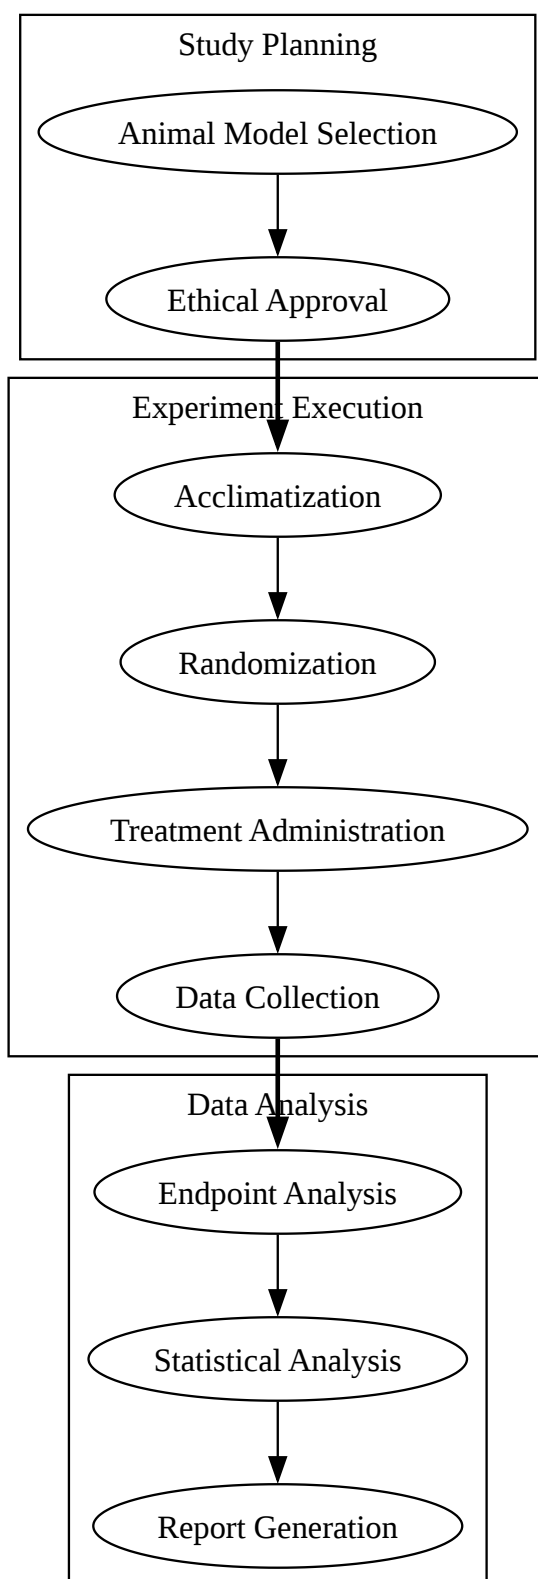 Study Planning
Animal Model Selection
Ethical Approval
Experiment Execution
Acclimatization
Randomization
Treatment Administration
Data Collection
Data Analysis
Endpoint Analysis
Statistical Analysis
Report Generation